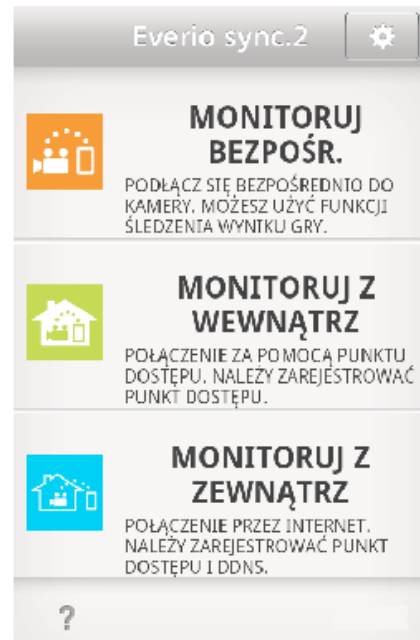 Everio sync.2
MONITORUJ
BEZPOŚR.
PODŁĄCZ SIĘ BEZPOŚREDNIO DO
KAMERY. MOŻESZ UŻYĆ FUNKCJI
ŚLEDZENIA WYNIKU GRY.
MONITORUJ Z
WEWNĄTRZ
POŁĄCZENIE ZA POMOCĄ PUNKTU
DOSTĘPU. NALEŻY ZAREJESTROWAĆ
PUNKT DOSTĘPU.
MONITORUJ Z
ZEWNĄTRZ
POŁĄCZENIE PRZEZ INTERNET.
NALEŻY ZAREJESTROWAĆ PUNKT
DOSTĘPU I DDNS.
?